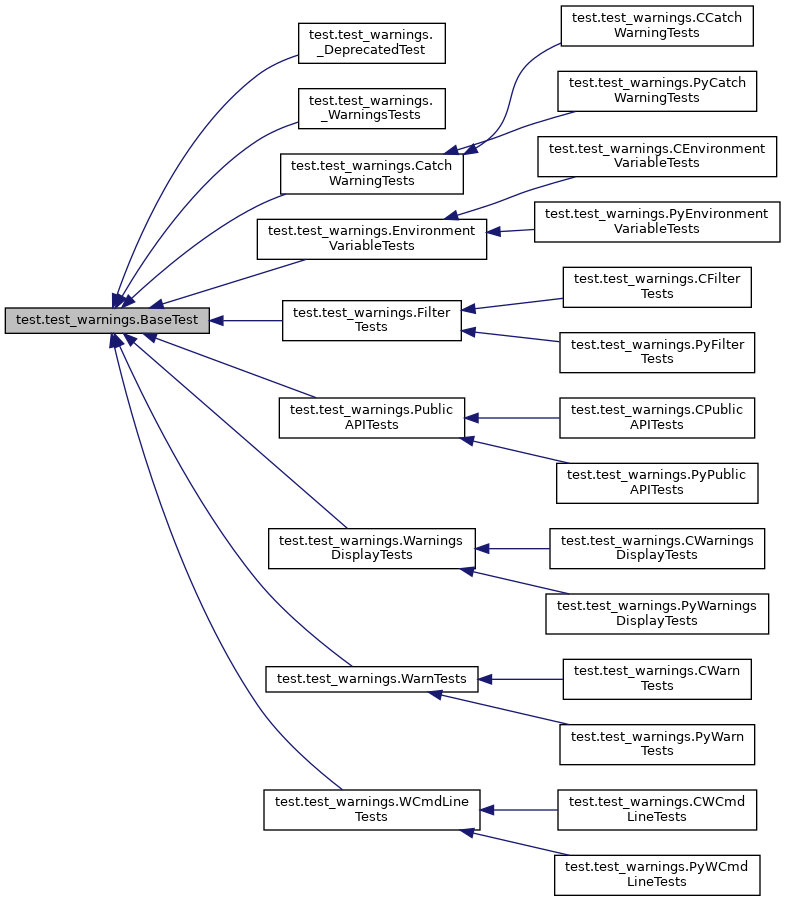 test.test_warnings.BaseTest
test.test_warnings.
_DeprecatedTest
test.test_warnings.
_WarningsTests
test.test_warnings.Catch
WarningTests
test.test_warnings.Environment
VariableTests
test.test_warnings.Filter
Tests
test.test_warnings.Public
APITests
test.test_warnings.Warnings
DisplayTests
test.test_warnings.WarnTests
test.test_warnings.WCmdLine
Tests
test.test_warnings.CCatch
WarningTests
test.test_warnings.PyCatch
WarningTests
test.test_warnings.CEnvironment
VariableTests
test.test_warnings.PyEnvironment
VariableTests
test.test_warnings.CFilter
Tests
test.test_warnings.PyFilter
Tests
test.test_warnings.CPublic
APITests
test.test_warnings.PyPublic
APITests
test.test_warnings.CWarnings
DisplayTests
test.test_warnings.PyWarnings
DisplayTests
test.test_warnings.CWarn
Tests
test.test_warnings.PyWarn
Tests
test.test_warnings.CWCmd
LineTests
test.test_warnings.PyWCmd
LineTests